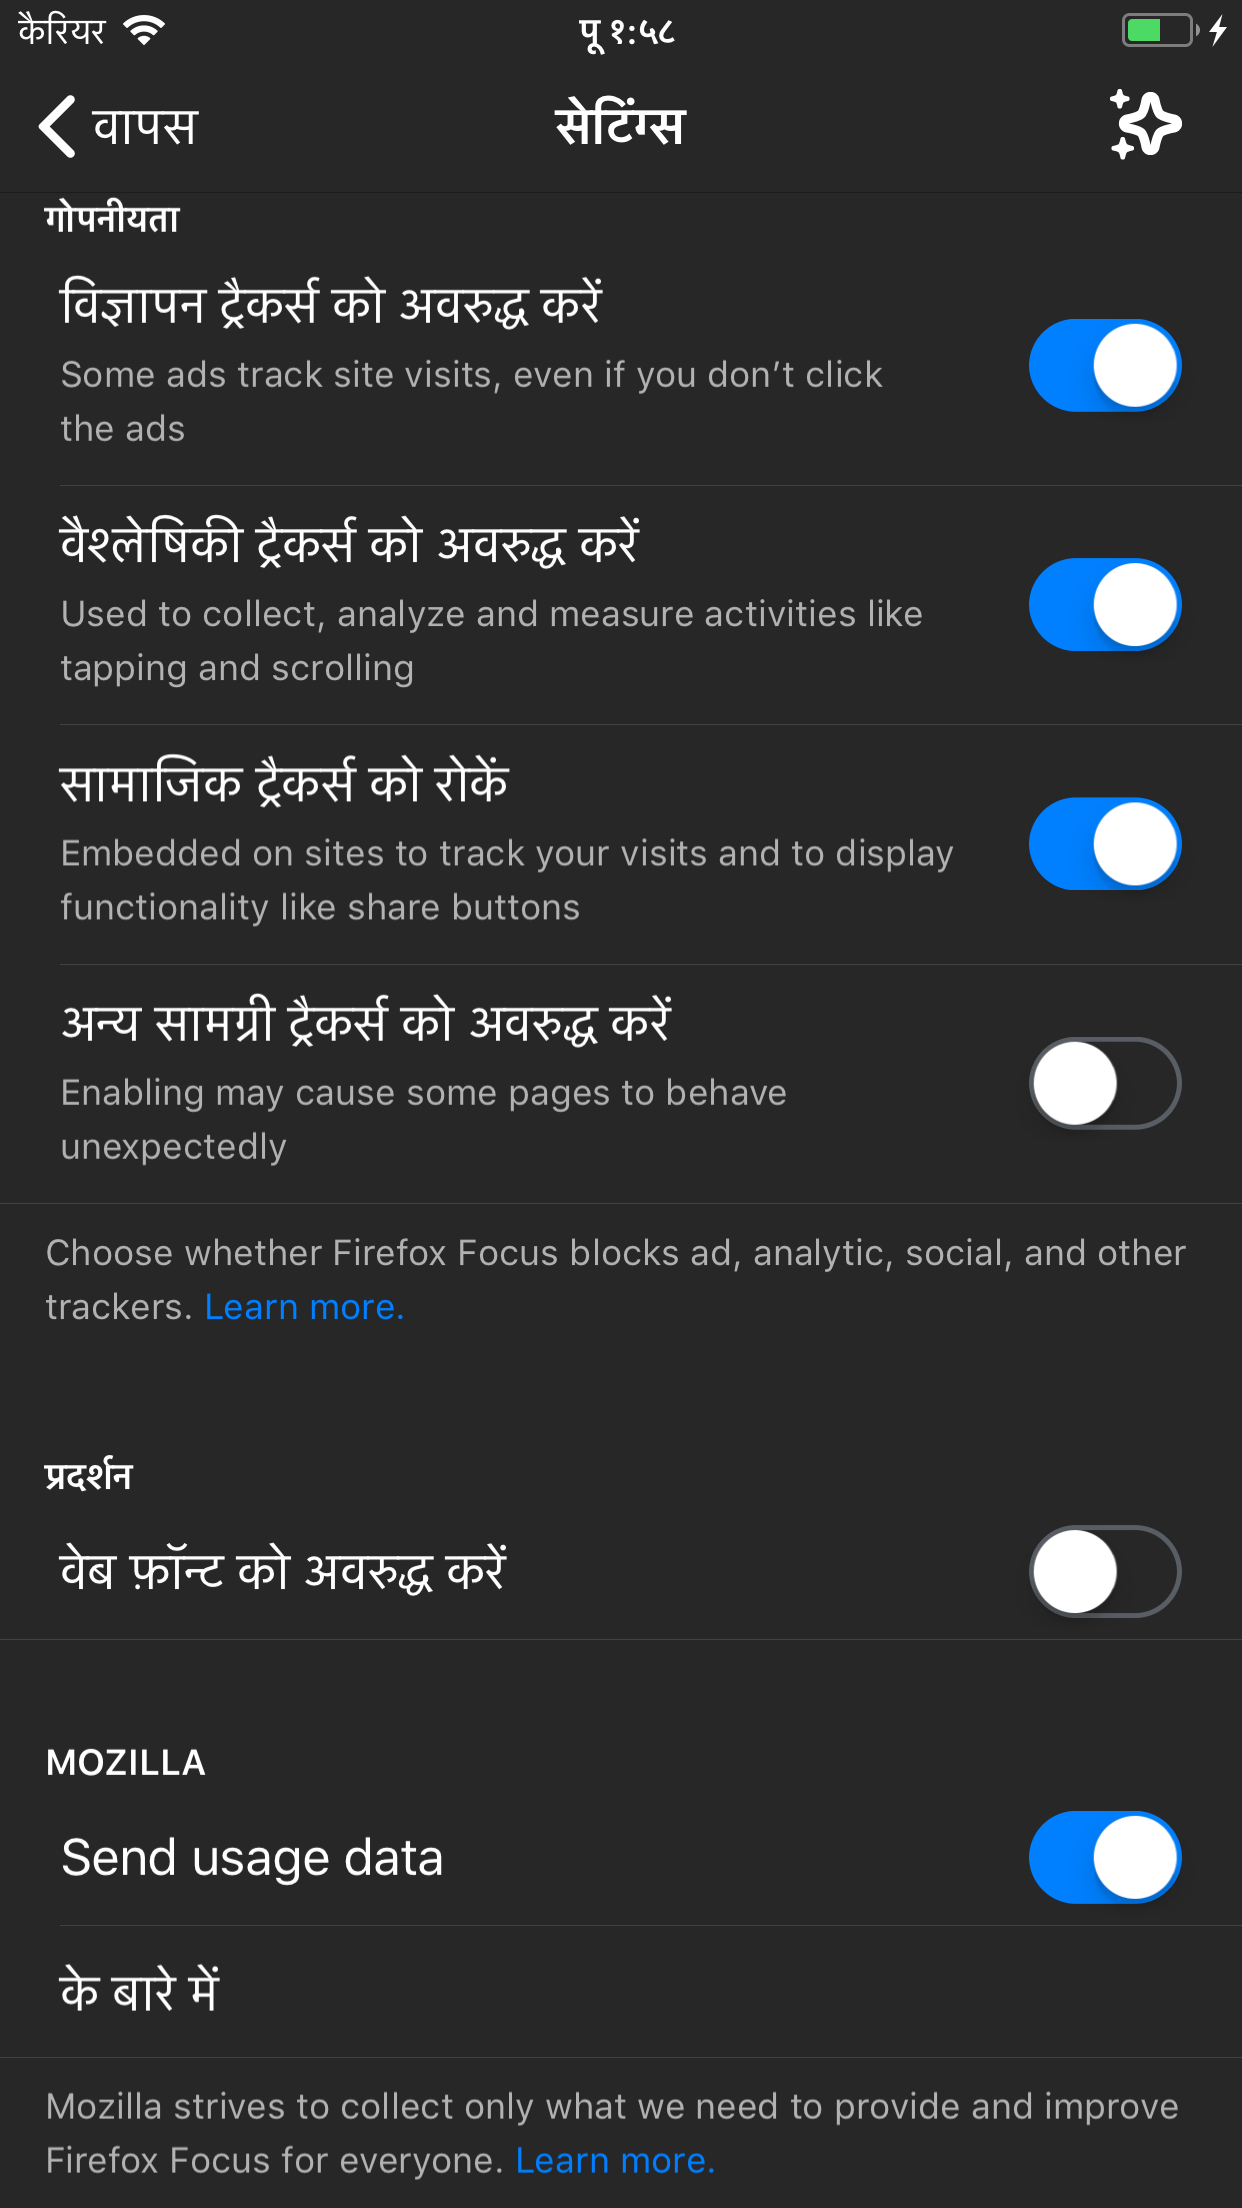 कैरियर
पू १:५८
वापस
सेटिंग्स
गोपनीयता
विज्ञापन ट्रैकर्स को अवरुद्ध करें
Some ads track site visits, even if you don’t click
the ads
वैश्लेषिकी ट्रैकर्स को अवरुद्ध करें
Used to collect, analyze and measure activities like
tapping and scrolling
सामाजिक ट्रैकर्स को रोकें
Embedded on sites to track your visits and to display
functionality like share buttons
अन्य सामग्री ट्रैकर्स को अवरुद्ध करें
Enabling may cause some pages to behave
unexpectedly
Choose whether Firefox Focus blocks ad, analytic, social, and other
trackers. Learn more.
प्रदर्शन
वेब फ़ॉन्ट को अवरुद्ध करें
MOZILLA
Send usage data
के बारे में
Mozilla strives to collect only what we need to provide and improve
Firefox Focus for everyone. Learn more.